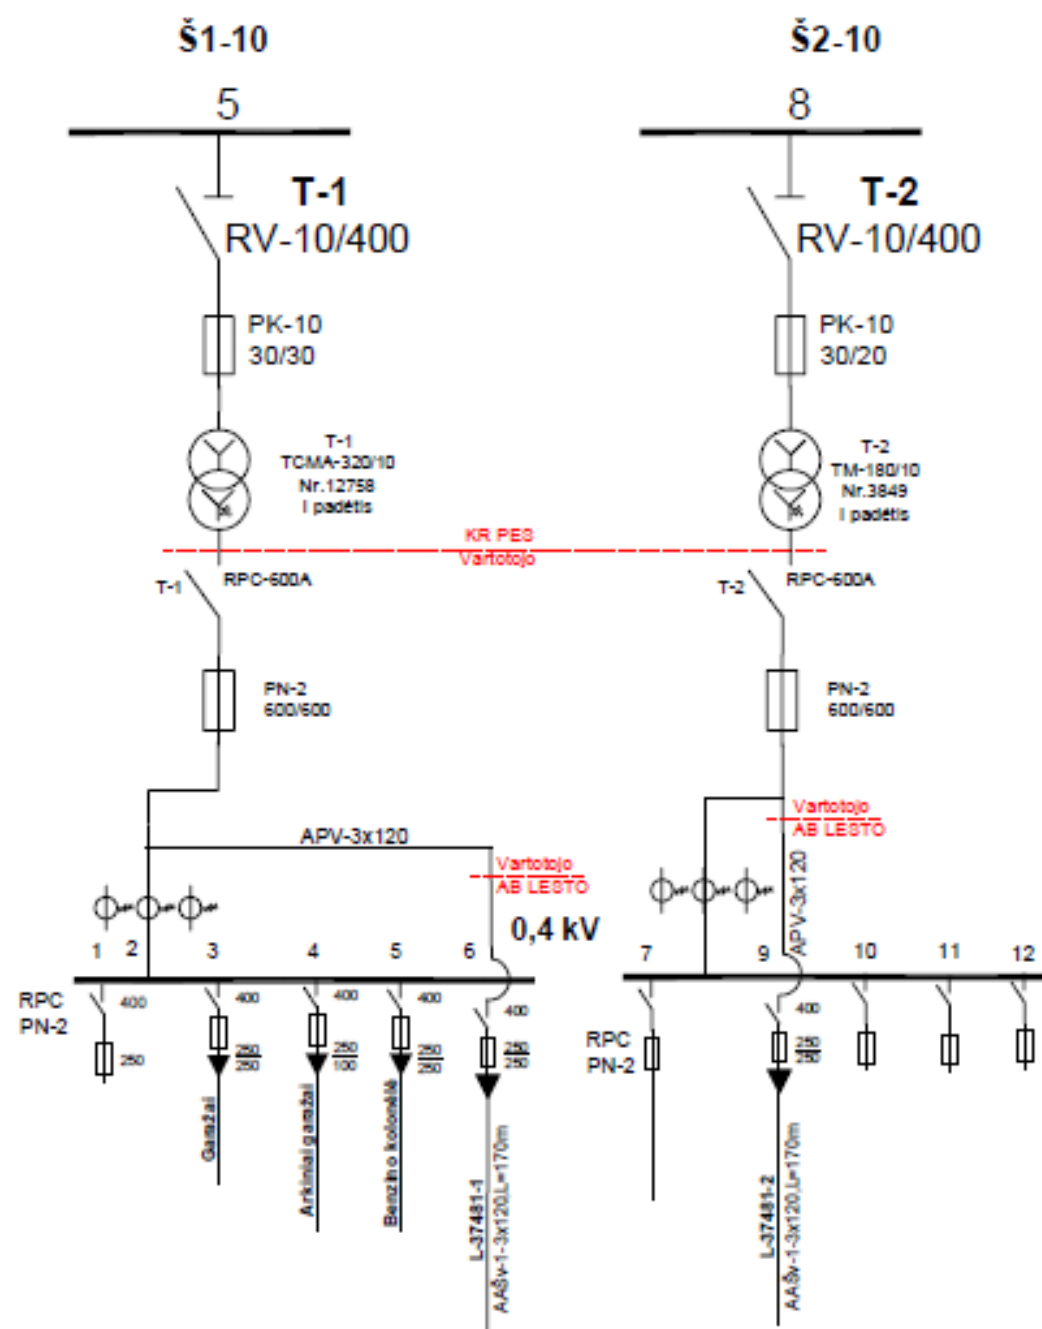 Š1-10
Š2-10
5
8
T-1
RV-10/400
T-2
RV-10/400
PK-10
30/30
PK-10
30/20
T-1
TCMA-320/10
Nr.12758
I padėtis
T-2
TM-180/10
Nr.3849
I padėtis
KR PES
Vartotojo
T-1
RPC-600A
T-2
RPC-600A
PN-2
600/600
PN-2
600/600
APV-3x120
Vartotojo
AB LESTO
Vartotojo
AB LESTO
APV-3x120
0,4 kV
1
2
3
4
5
6
7
9
10
11
12
RPC
PN-2
400
400
400
400
400
250
250
250
250
100
250
250
250
250
RPC
PN-2
400
250
250
Garažai
Arkiniai garažai
Benzino kolonėlė
L-37481-1
AAŠv-1-3x120,L=170m
L-37481-2
AAŠv-1-3x120,L=170m